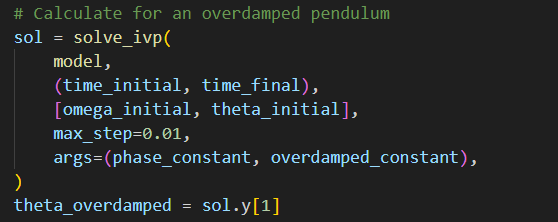 # Calculate for an overdamped pendulum
sol = solve_ivp(
    model,
    (time_initial, time_final),
    [omega_initial, theta_initial],
    max_step=0.01,
    args=(phase_constant, overdamped_constant),
)
theta_overdamped = sol.y[1]